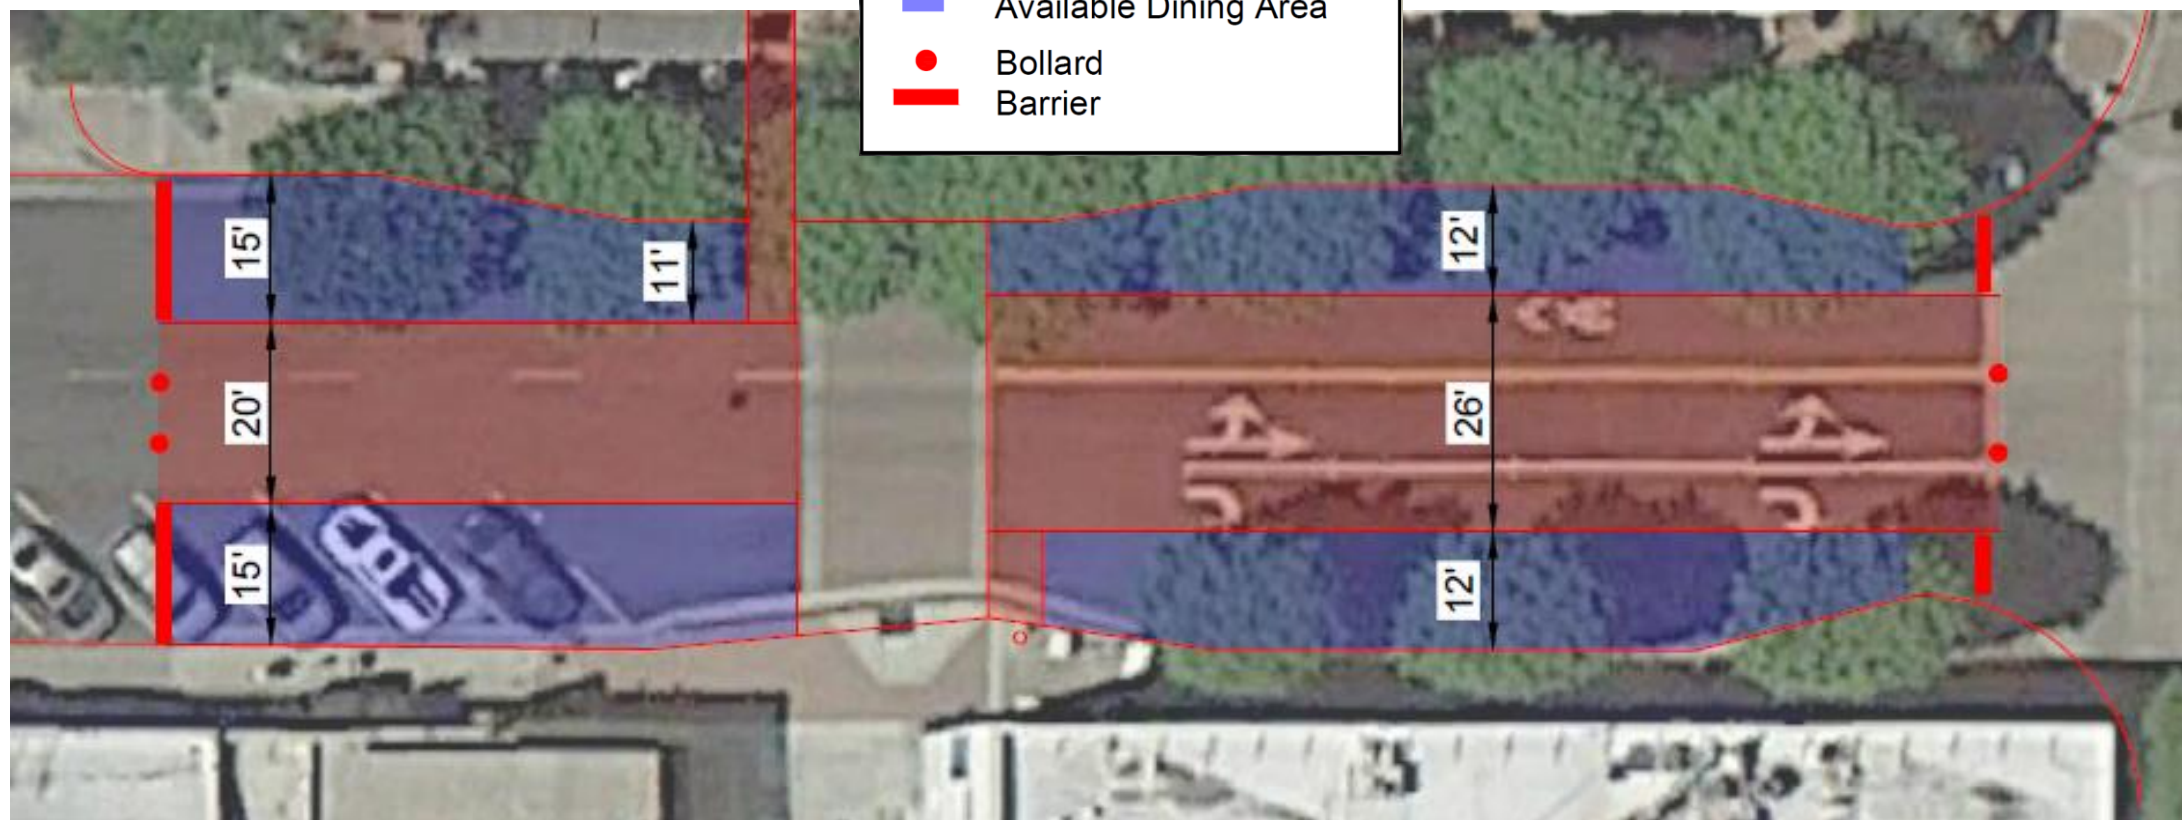 Available Dining Area
Bollard
Barrier
15'
11'
12'
20'
26'
15'
12'